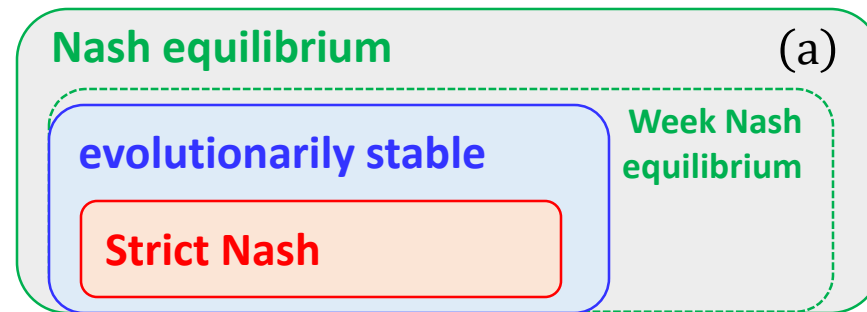 Nash equilibrium
(a)
Week Nash
equilibrium
evolutionarily stable
Strict Nash